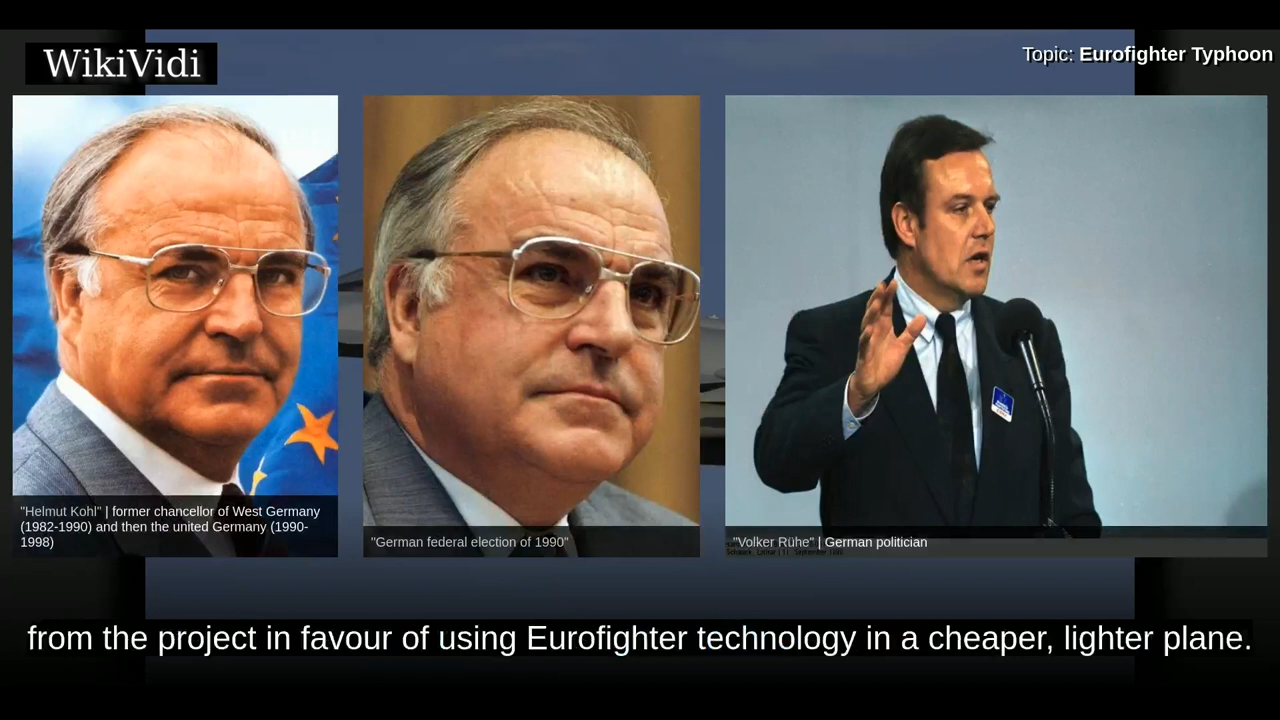 WikiVidi
Topic: Eurofighter Typhoon
"Helmut Kohl" | former chancellor of West Germany
(1982-1990) and then the united Germany (1990-
1998)
"German federal election of 1990"
"Volker Rühe" | German politician
from the project in favour of using Eurofighter technology in a cheaper, lighter plane.